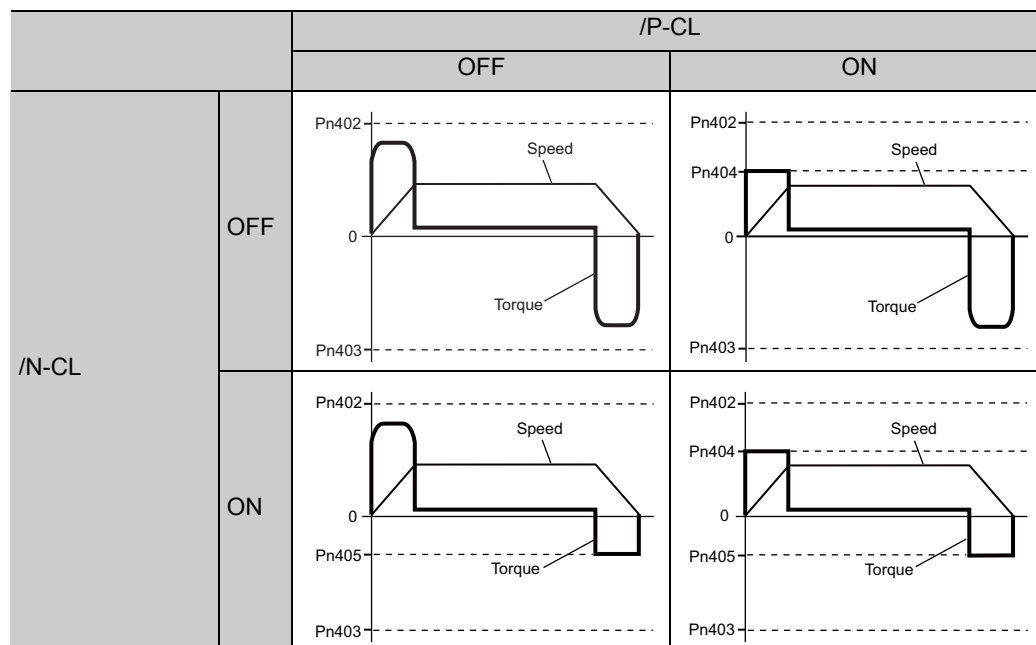 /P-CL
OFF ON
/N-CL
OFF
Pn402
Speed
0
Torque
Pn403
Pn402
Pn404
Speed
0
Torque
Pn403
ON
Pn402
Speed
0
Pn405
Torque
Pn403
Pn402
Pn404
Speed
0
Pn405
Torque
Pn403